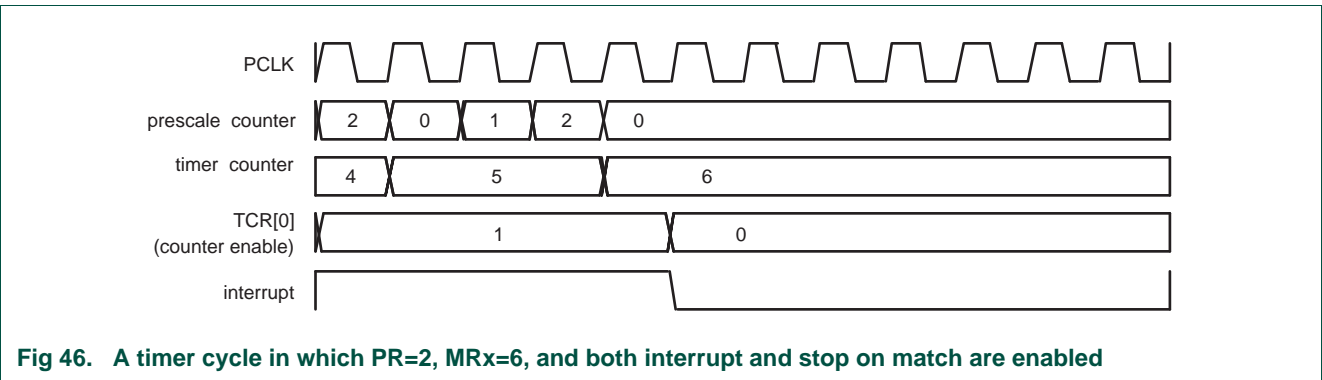 PCLK
prescale counter 2 0 1 2 0
timer counter 4 5 6
TCR[0]
(counter enable) 1 0
interrupt
Fig 46. A timer cycle in which PR=2, MRx=6, and both interrupt and stop on match are enabled